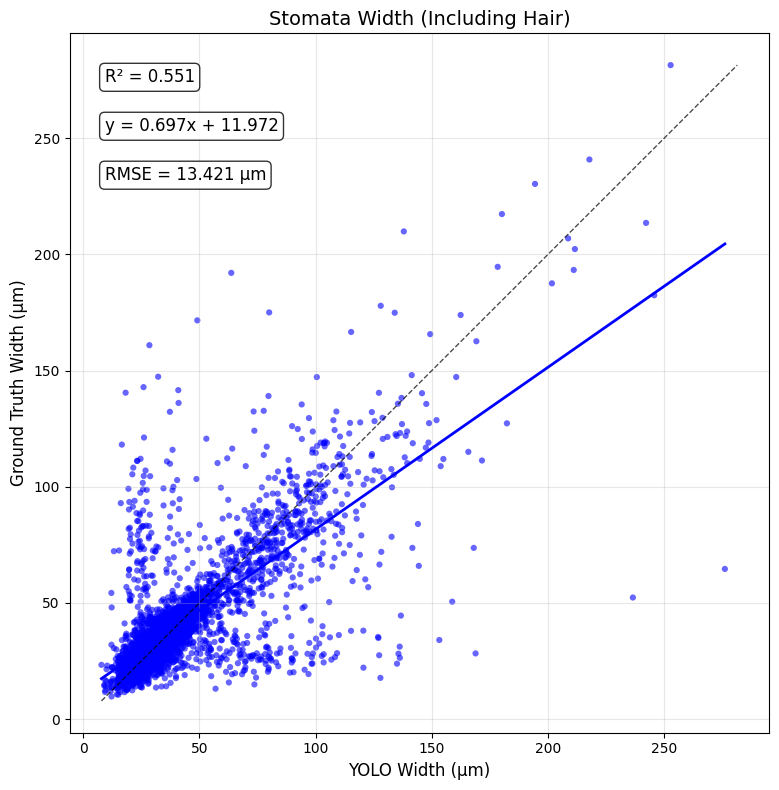 Stomata Width (Including Hair)
R² = 0.551
y = 0.697x + 11.972
RMSE = 13.421 µm
Ground Truth Width (µm)
250
200
150
100
50
0
0 50 100 150 200 250
YOLO Width (µm)